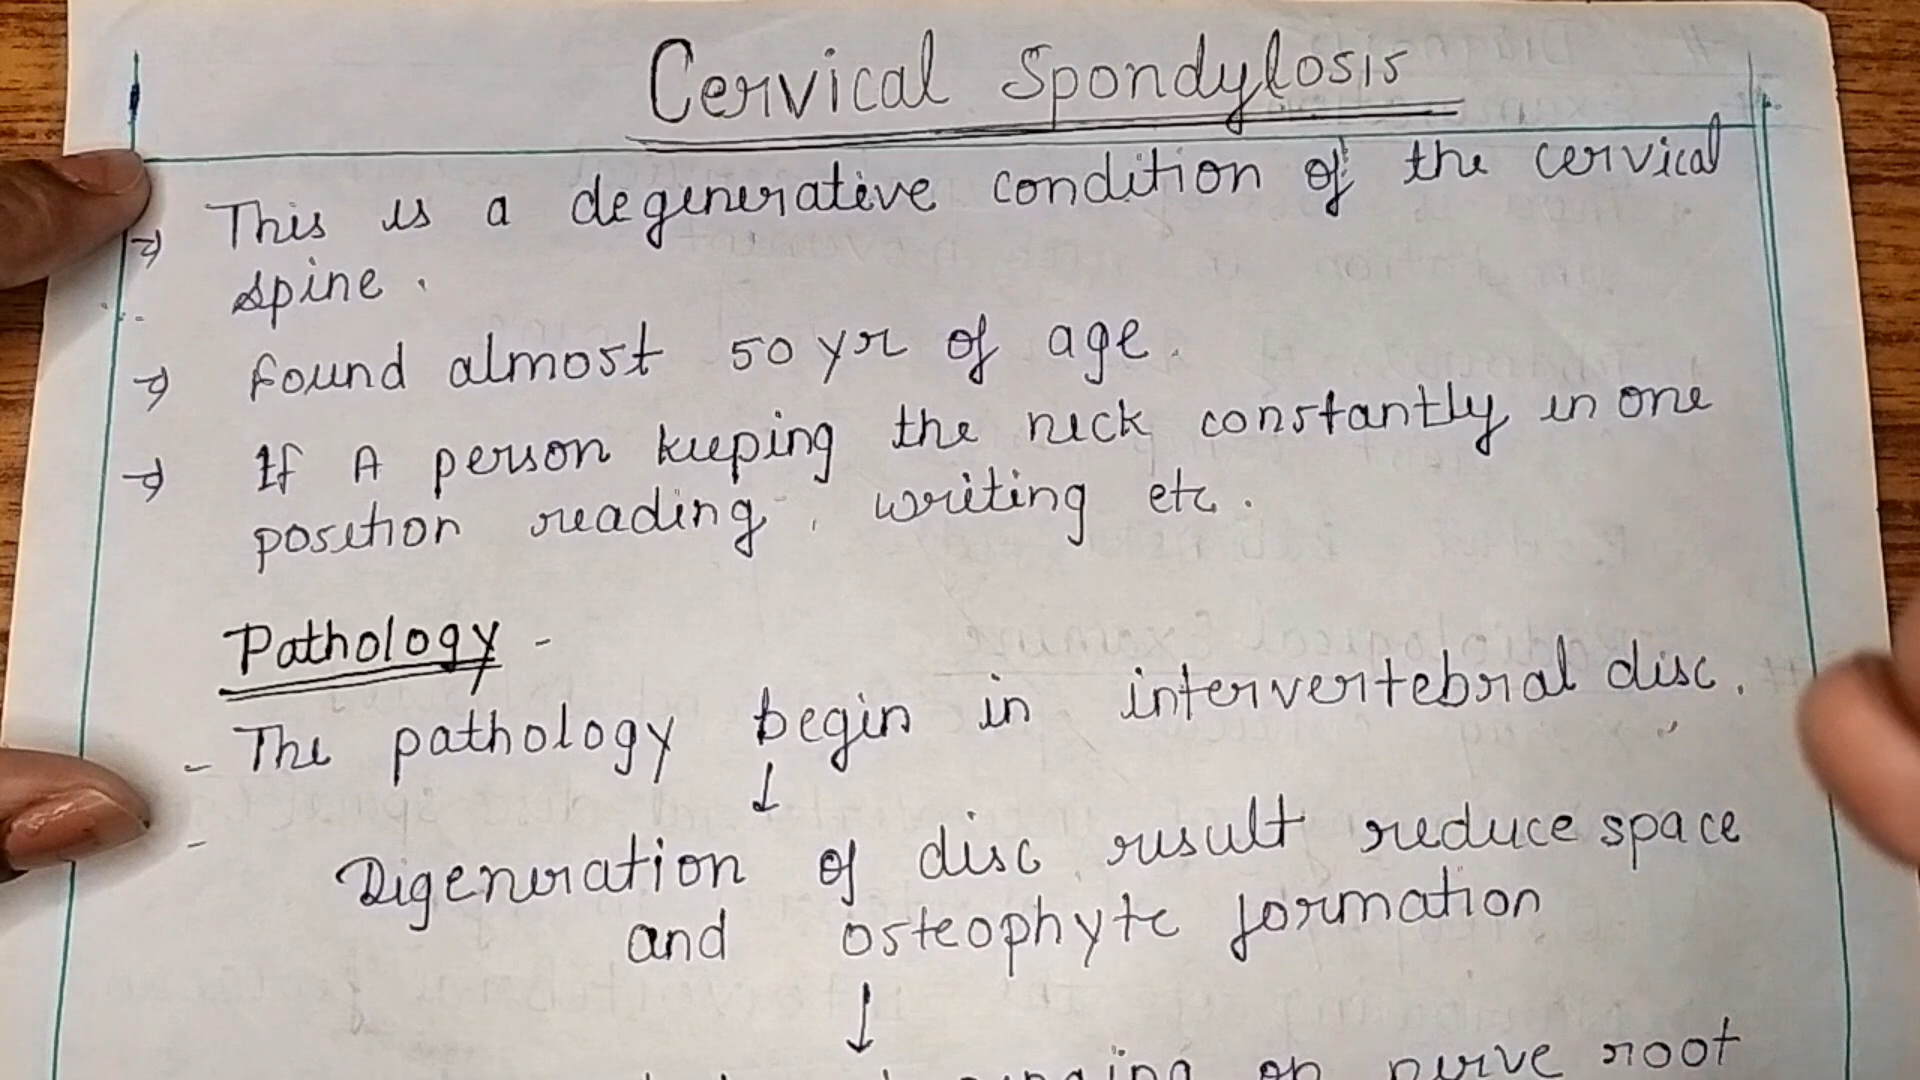 Cervical Spondylosis
⇒ This is a degenerative condition of the cervical
spine.
⇒ found almost 50 yr of age.
⇒ If A person keeping the neck constantly in one
position reading, writing etc.
Pathology -
- The pathology begin in intervertebral disc.
↓
- Digeneration of disc result reduce space
and osteophyte formation
↓
on nerve root